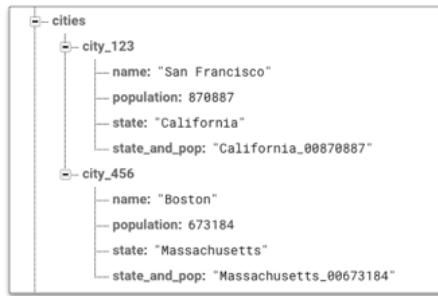 cities
city_123
name: "San Francisco"
population: 870887
state: "California"
state_and_pop: "California_00870887"
city_456
name: "Boston"
population: 673184
state: "Massachusetts"
state_and_pop: "Massachusetts_00673184"